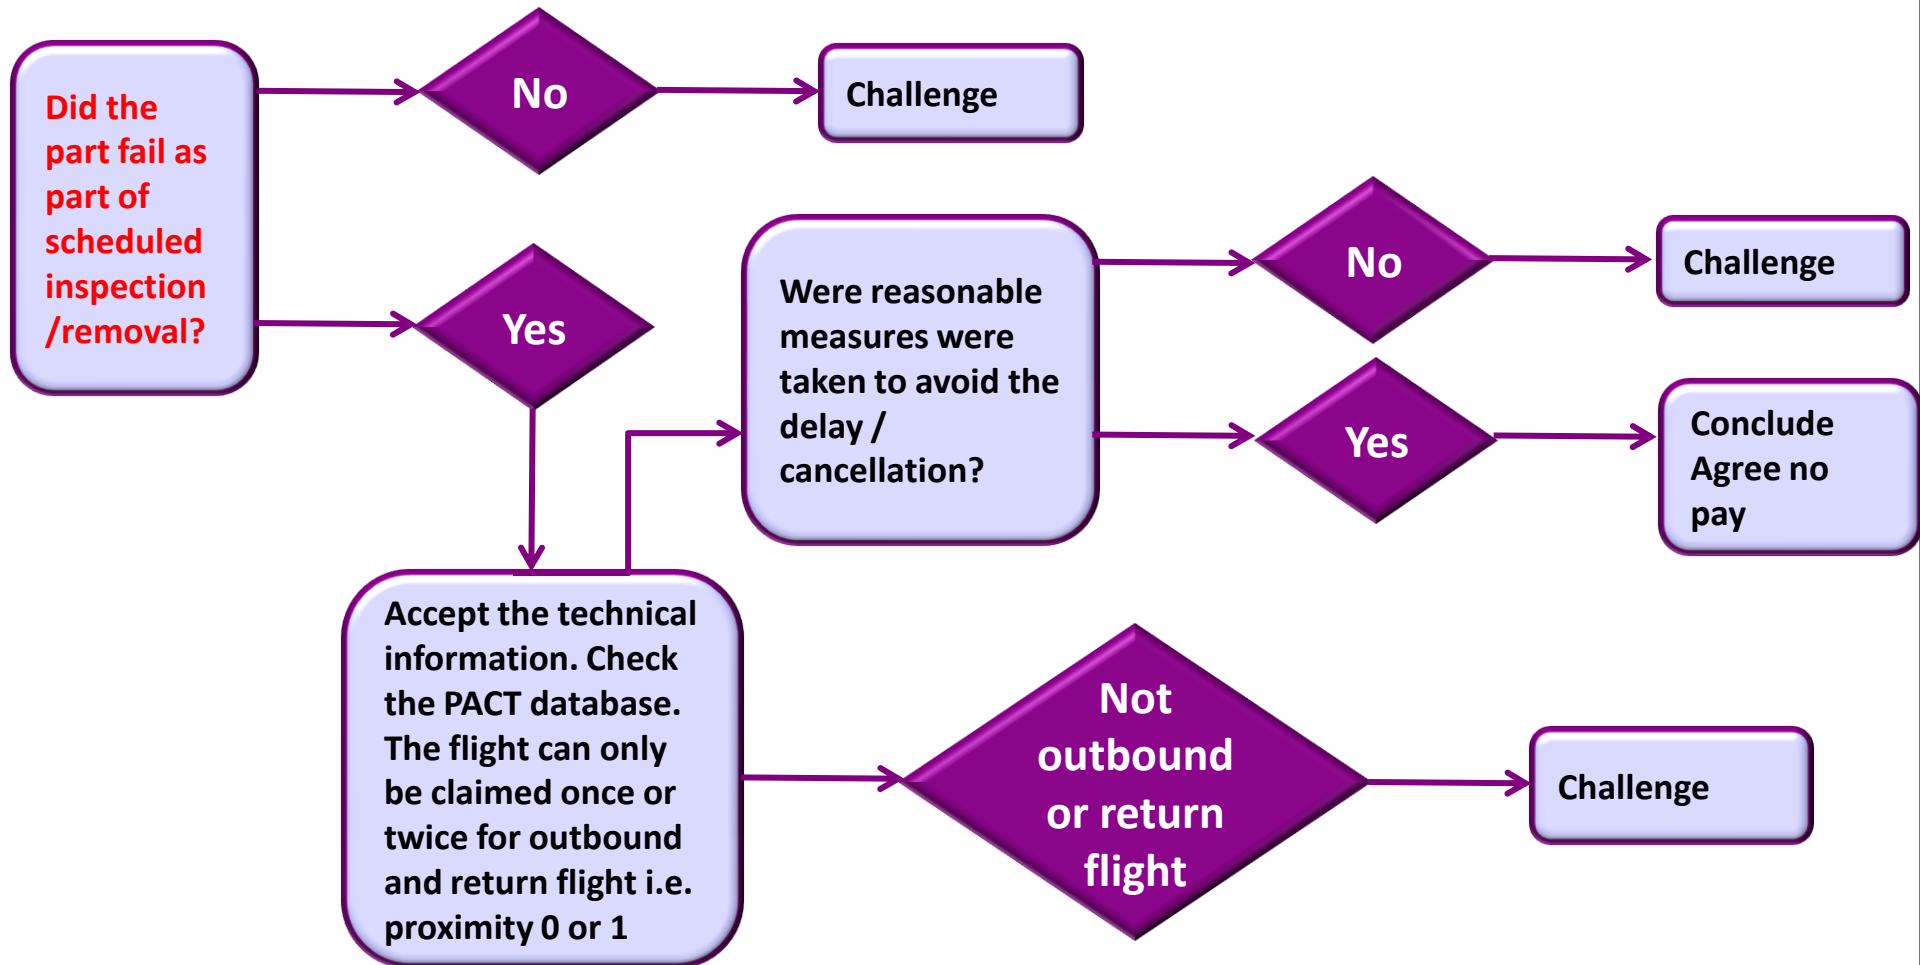 Did the
part fail as
part of
scheduled
inspection
/removal?
No
Challenge
Yes
Were reasonable
measures were
taken to avoid the
delay /
cancellation?
No
Challenge
Yes
Conclude
Agree no
pay
Accept the technical
information. Check
the PACT database.
The flight can only
be claimed once or
twice for outbound
and return flight i.e.
proximity 0 or 1
Not
outbound
or return
flight
Challenge